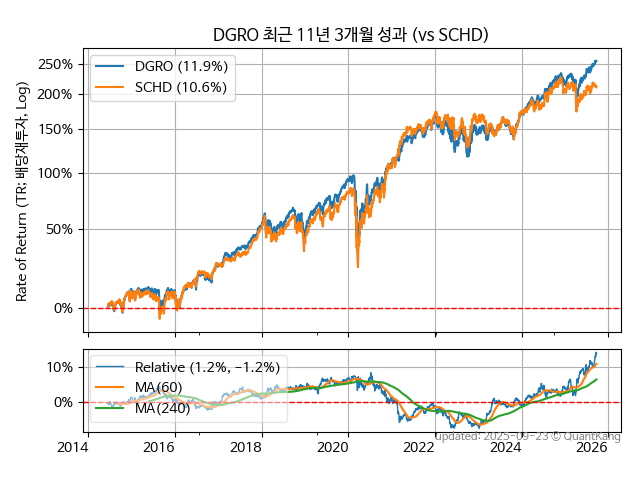 DGRO 최근 11년 3개월 성과 (vs SCHD)
Rate of Return (TR: 배당재투자, Log)
250%
200%
150%
100%
50%
0%
DGRO (11.9%)
SCHD (10.6%)
10%
0%
Relative (1.2%, −1.2%)
MA(60)
MA(240)
2014 2016 2018 2020 2022 2024 2026
updated: 2025-09-23 © QuantKang